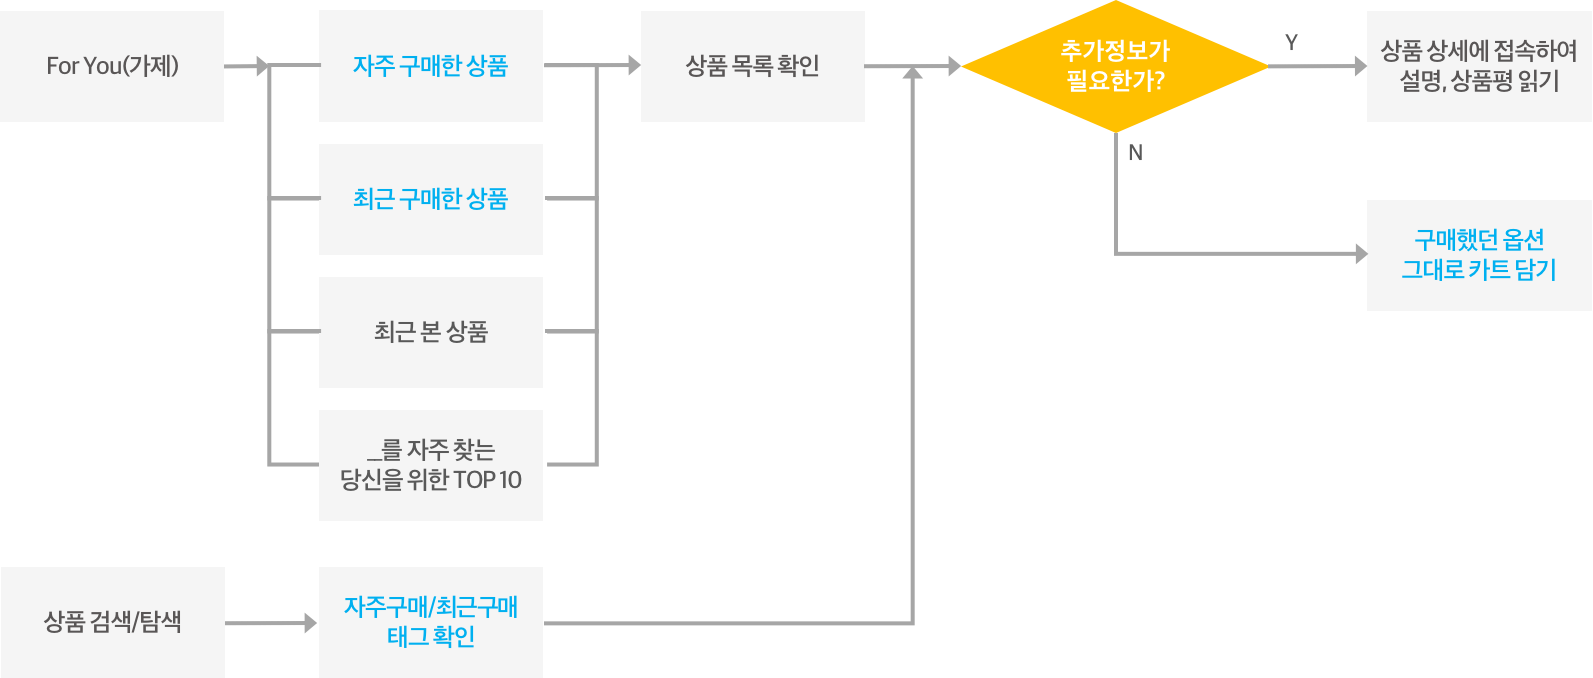 For You(가제)
자주 구매한 상품
최근 구매한 상품
최근 본 상품
_를 자주 찾는
당신을 위한 TOP 10
상품 목록 확인
추가정보가
필요한가?
Y
상품 상세에 접속하여
설명, 상품평 읽기
N
구매했던 옵션
그대로 카트 담기
상품 검색/탐색
자주구매/최근구매
태그 확인